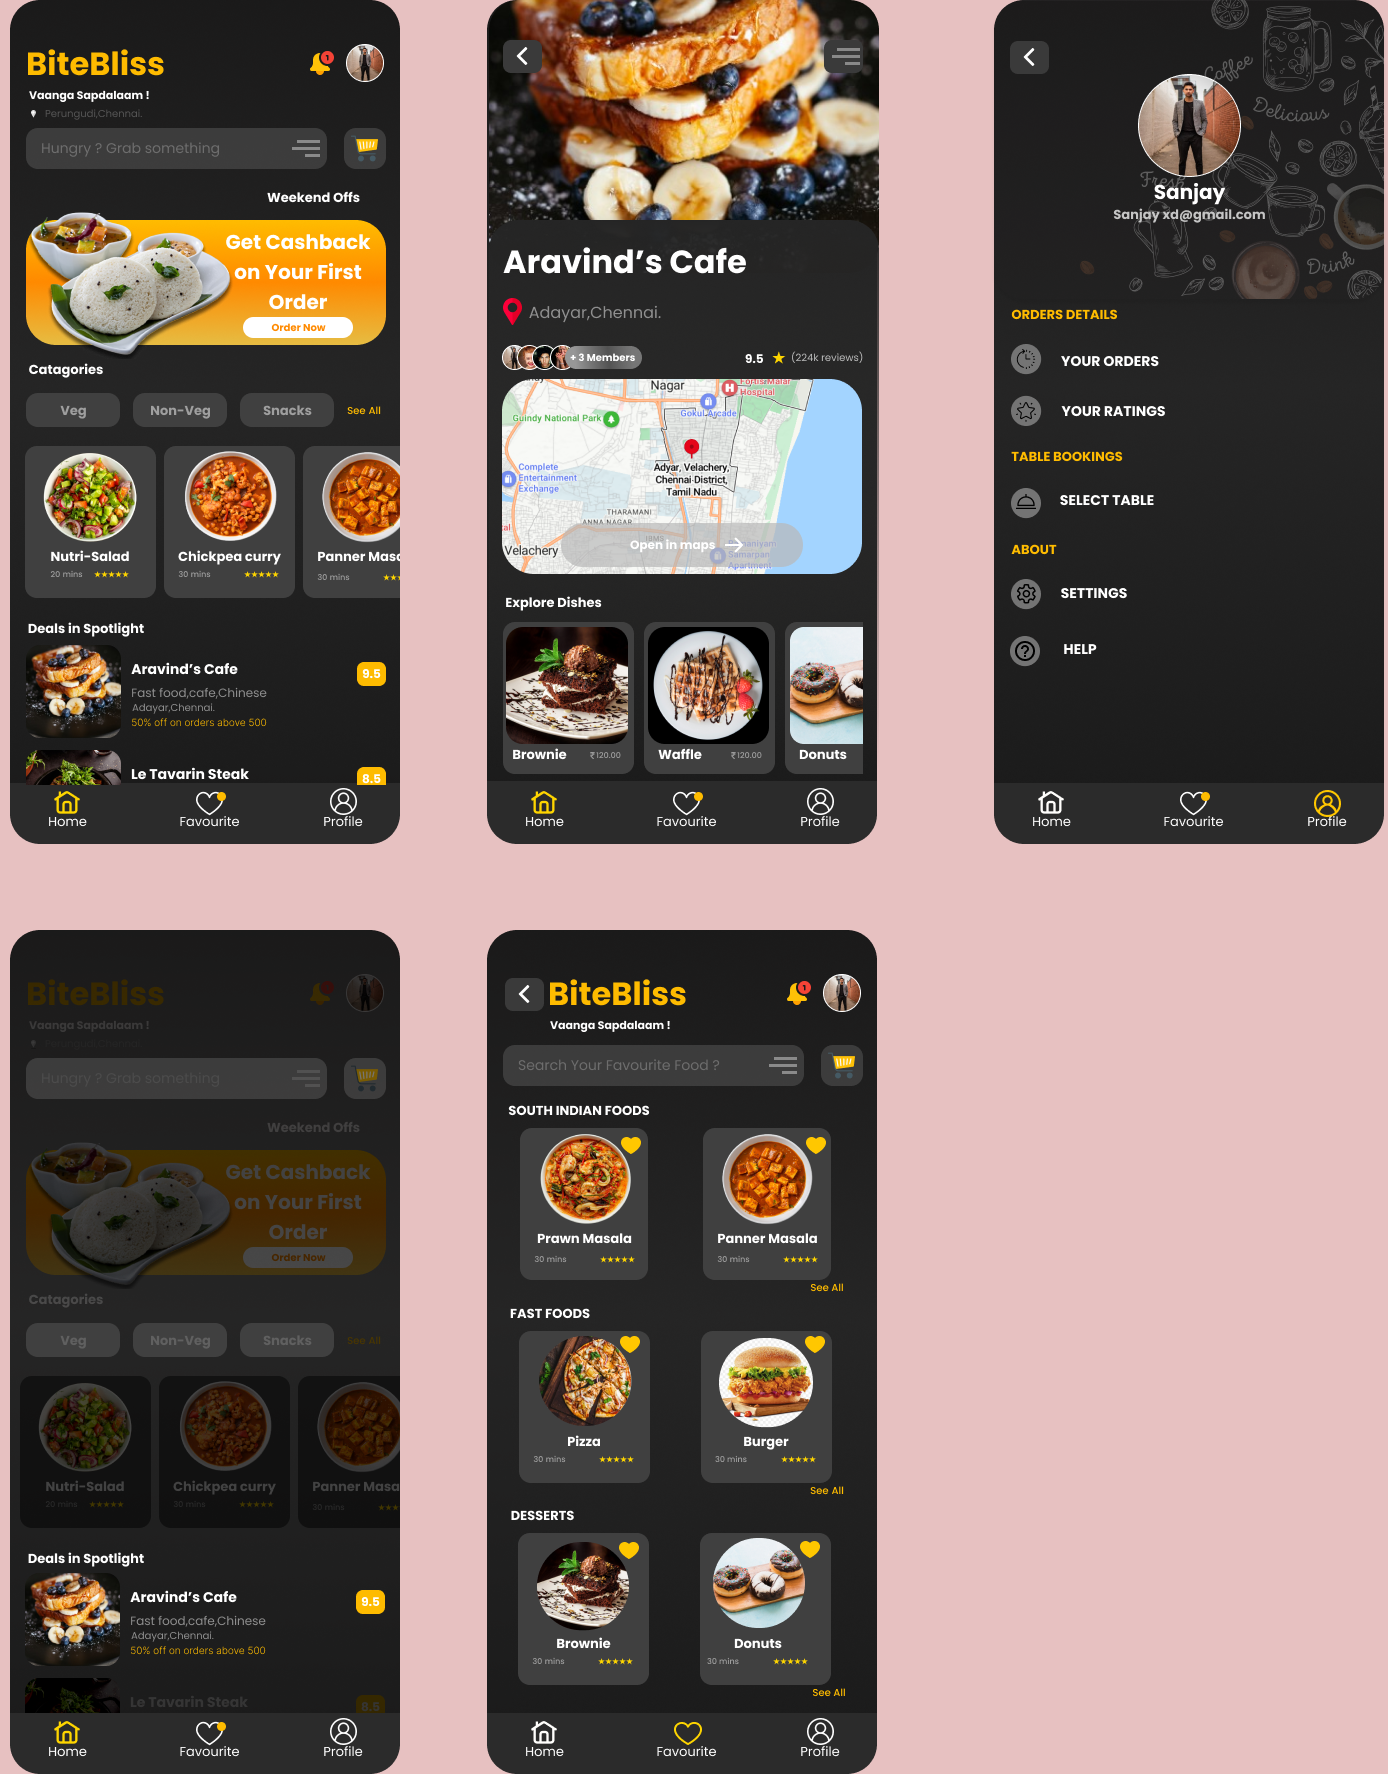 BiteBliss
1
Vaanga Sapdalaam !
Perungudi,Chennai.
Hungry ? Grab something
Weekend Offs
Get Cashback
on Your First
Order
Order Now
Catagories
Veg
Non-Veg
Snacks
See All
Nutri-Salad
20 mins
Chickpea curry
30 mins
Panner Masa
30 mins
Deals in Spotlight
Aravind's Cafe
9.5
Fast food,cafe,Chinese
Adayar,Chennai.
50% off on orders above 500
Le Tavarin Steak
8.5
Home
Favourite
Profile
Aravind's Cafe
Adayar,Chennai.
+ 3 Members
9.5
(224k reviews)
Nagar
Fortis Malar
Hospital
Gokul Arcade
Guindy National Park
Complete
Entertainment
Exchange
Adyar, Velachery,
Chennai District,
Tamil Nadu
THARAMANI
ANNA NAGAR
tal
Velachery
Open in maps
Samarpan
Apartment
Explore Dishes
Brownie
₹120.00
Waffle
₹120.00
Donuts
Home
Favourite
Profile
Coffee
Delicious
Fresh
Drink
Sanjay
Sanjay xd@gmail.com
ORDERS DETAILS
YOUR ORDERS
YOUR RATINGS
TABLE BOOKINGS
SELECT TABLE
ABOUT
SETTINGS
HELP
Home
Favourite
Profile
BiteBliss
Vaanga Sapdalaam !
Perungudi,Chennai.
Hungry ? Grab something
Weekend Offs
Get Cashback
on Your First
Order
Order Now
Catagories
Veg
Non-Veg
Snacks
See All
Nutri-Salad
20 mins
Chickpea curry
30 mins
Panner Masa
30 mins
Deals in Spotlight
Aravind's Cafe
9.5
Fast food,cafe,Chinese
Adayar,Chennai.
50% off on orders above 500
Le Tavarin Steak
8.5
Home
Favourite
Profile
BiteBliss
1
Vaanga Sapdalaam !
Search Your Favourite Food ?
SOUTH INDIAN FOODS
Prawn Masala
30 mins
Panner Masala
30 mins
See All
FAST FOODS
Pizza
30 mins
Burger
30 mins
See All
DESSERTS
Brownie
30 mins
Donuts
30 mins
See All
Home
Favourite
Profile